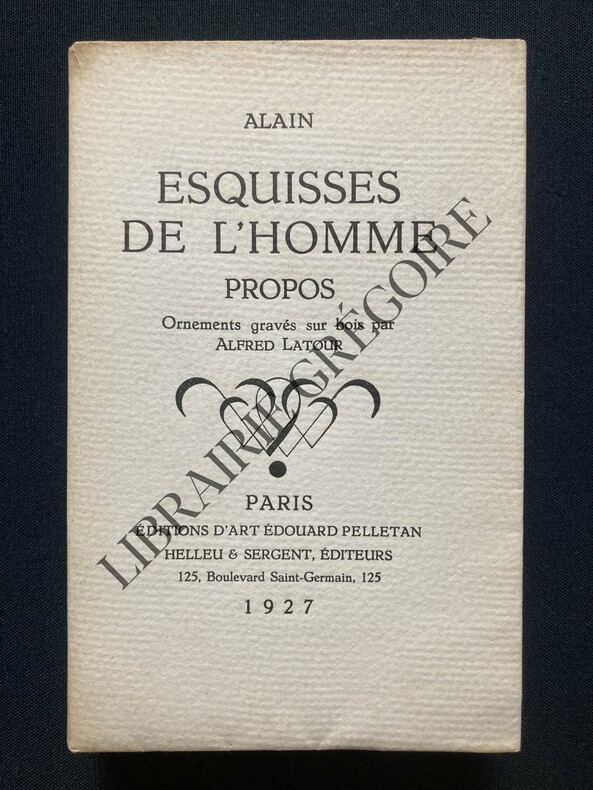 ALAIN
ESQUISSES
DE L'HOMME
PROPOS
Ornements gravés sur bois par
ALFRED LATOUR
PARIS
ÉDITIONS D'ART ÉDOUARD PELLETAN
HELLEU & SERGENT, ÉDITEURS
125, Boulevard Saint-Germain, 125
1927
LIBRAIRIE GRÉGOIRE